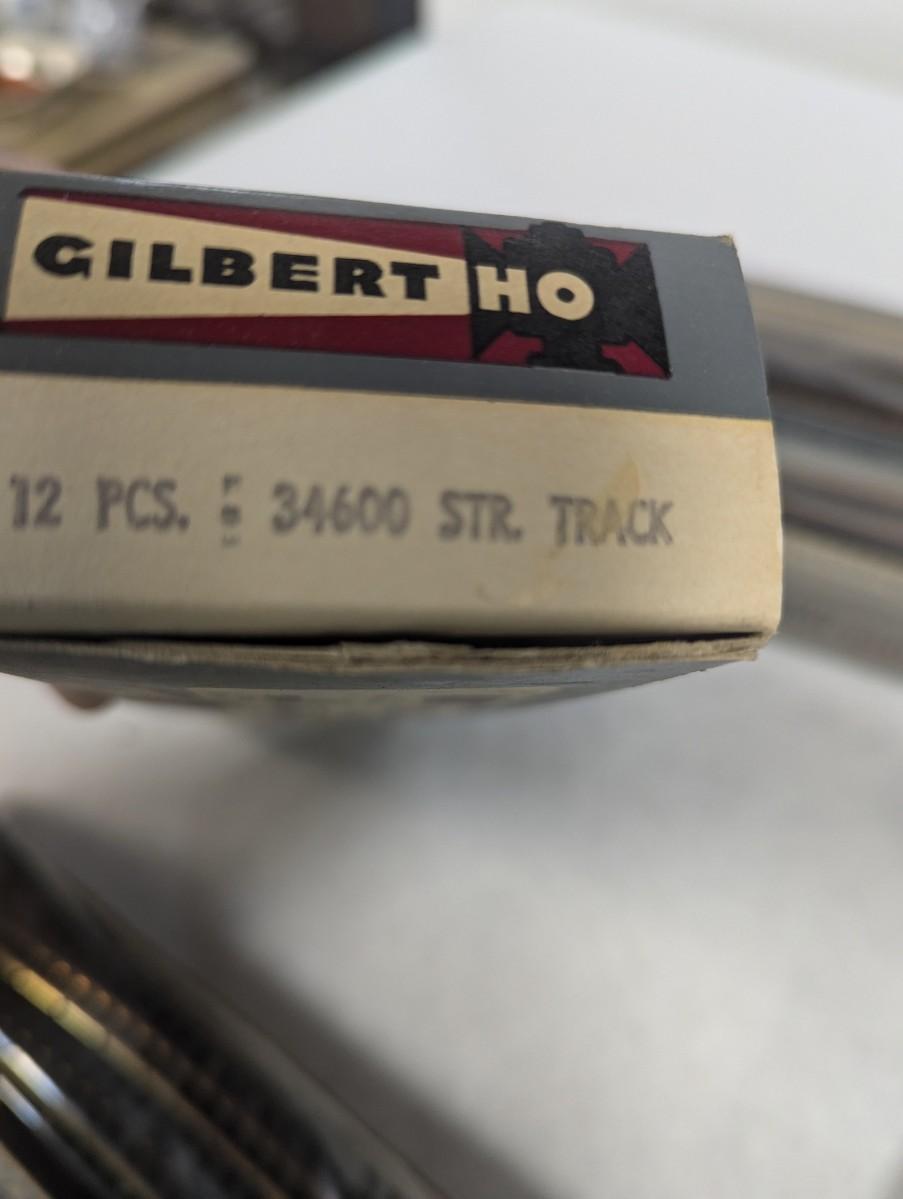 GILBERT HO
12 PCS. 34600 STR. TRACK